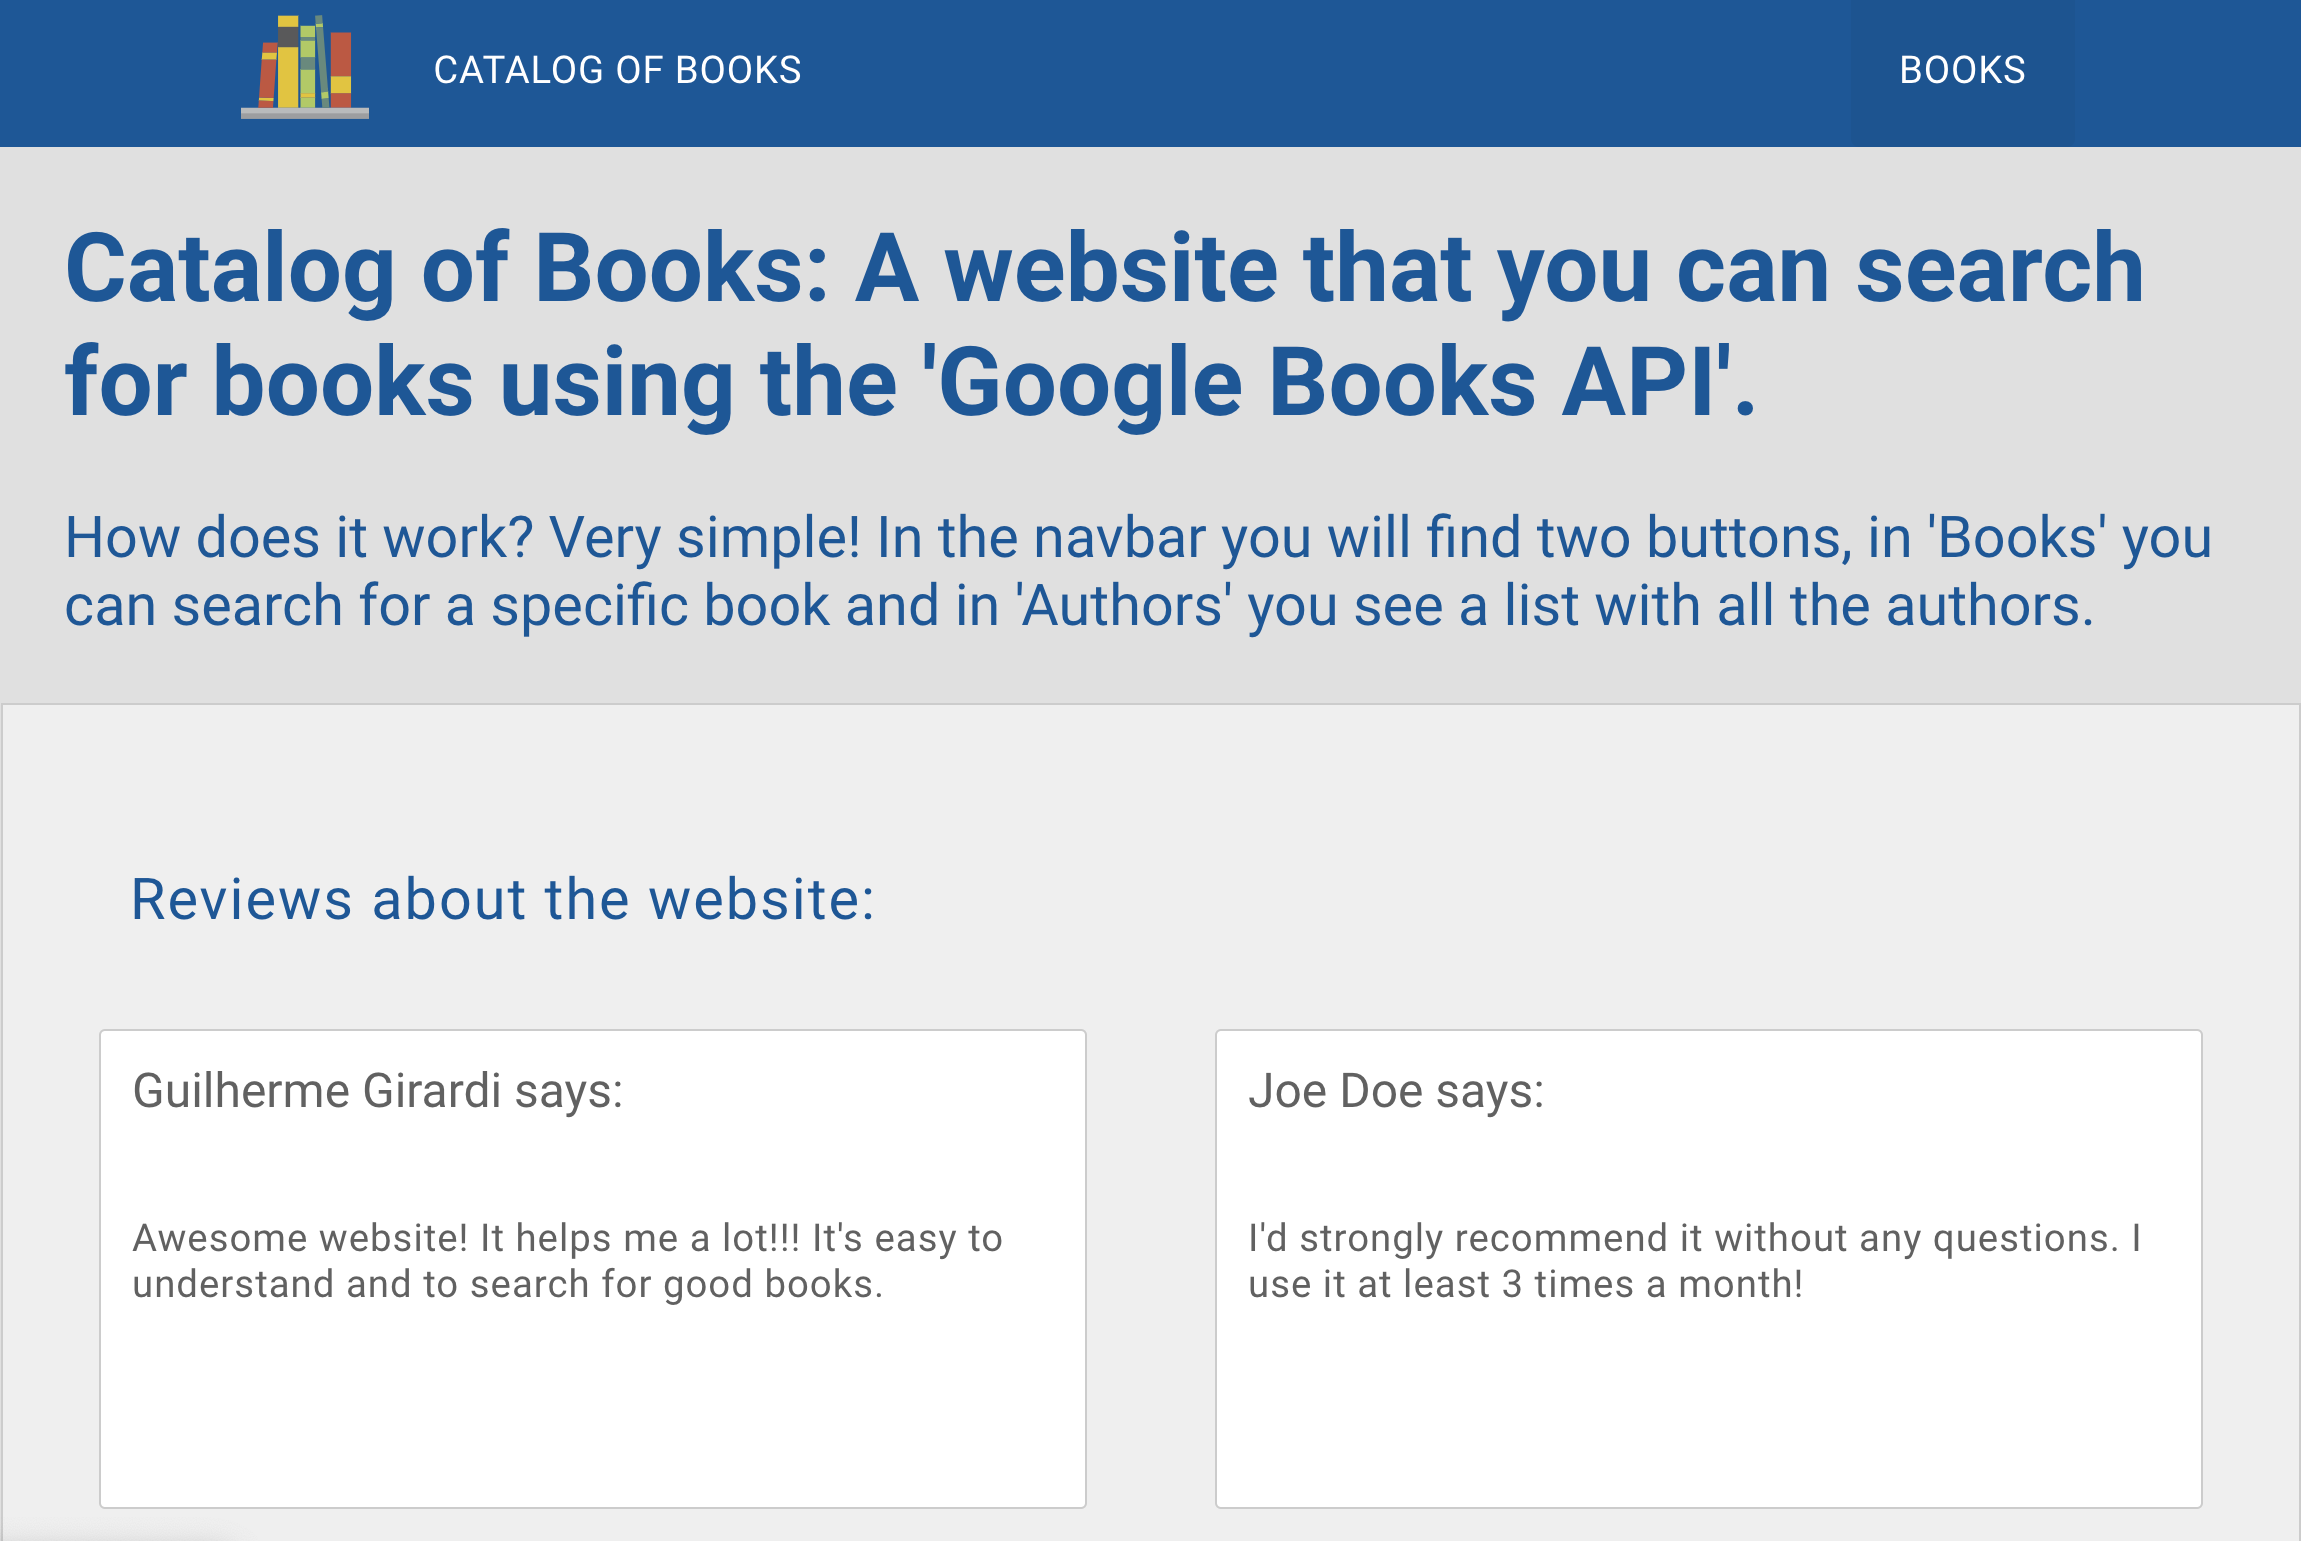 CATALOG OF BOOKS
BOOKS
Catalog of Books: A website that you can search
for books using the 'Google Books API'.
How does it work? Very simple! In the navbar you will find two buttons, in 'Books' you
can search for a specific book and in 'Authors' you see a list with all the authors.
Reviews about the website:
Guilherme Girardi says:
Awesome website! It helps me a lot!!! It's easy to
understand and to search for good books.
Joe Doe says:
I'd strongly recommend it without any questions. I
use it at least 3 times a month!